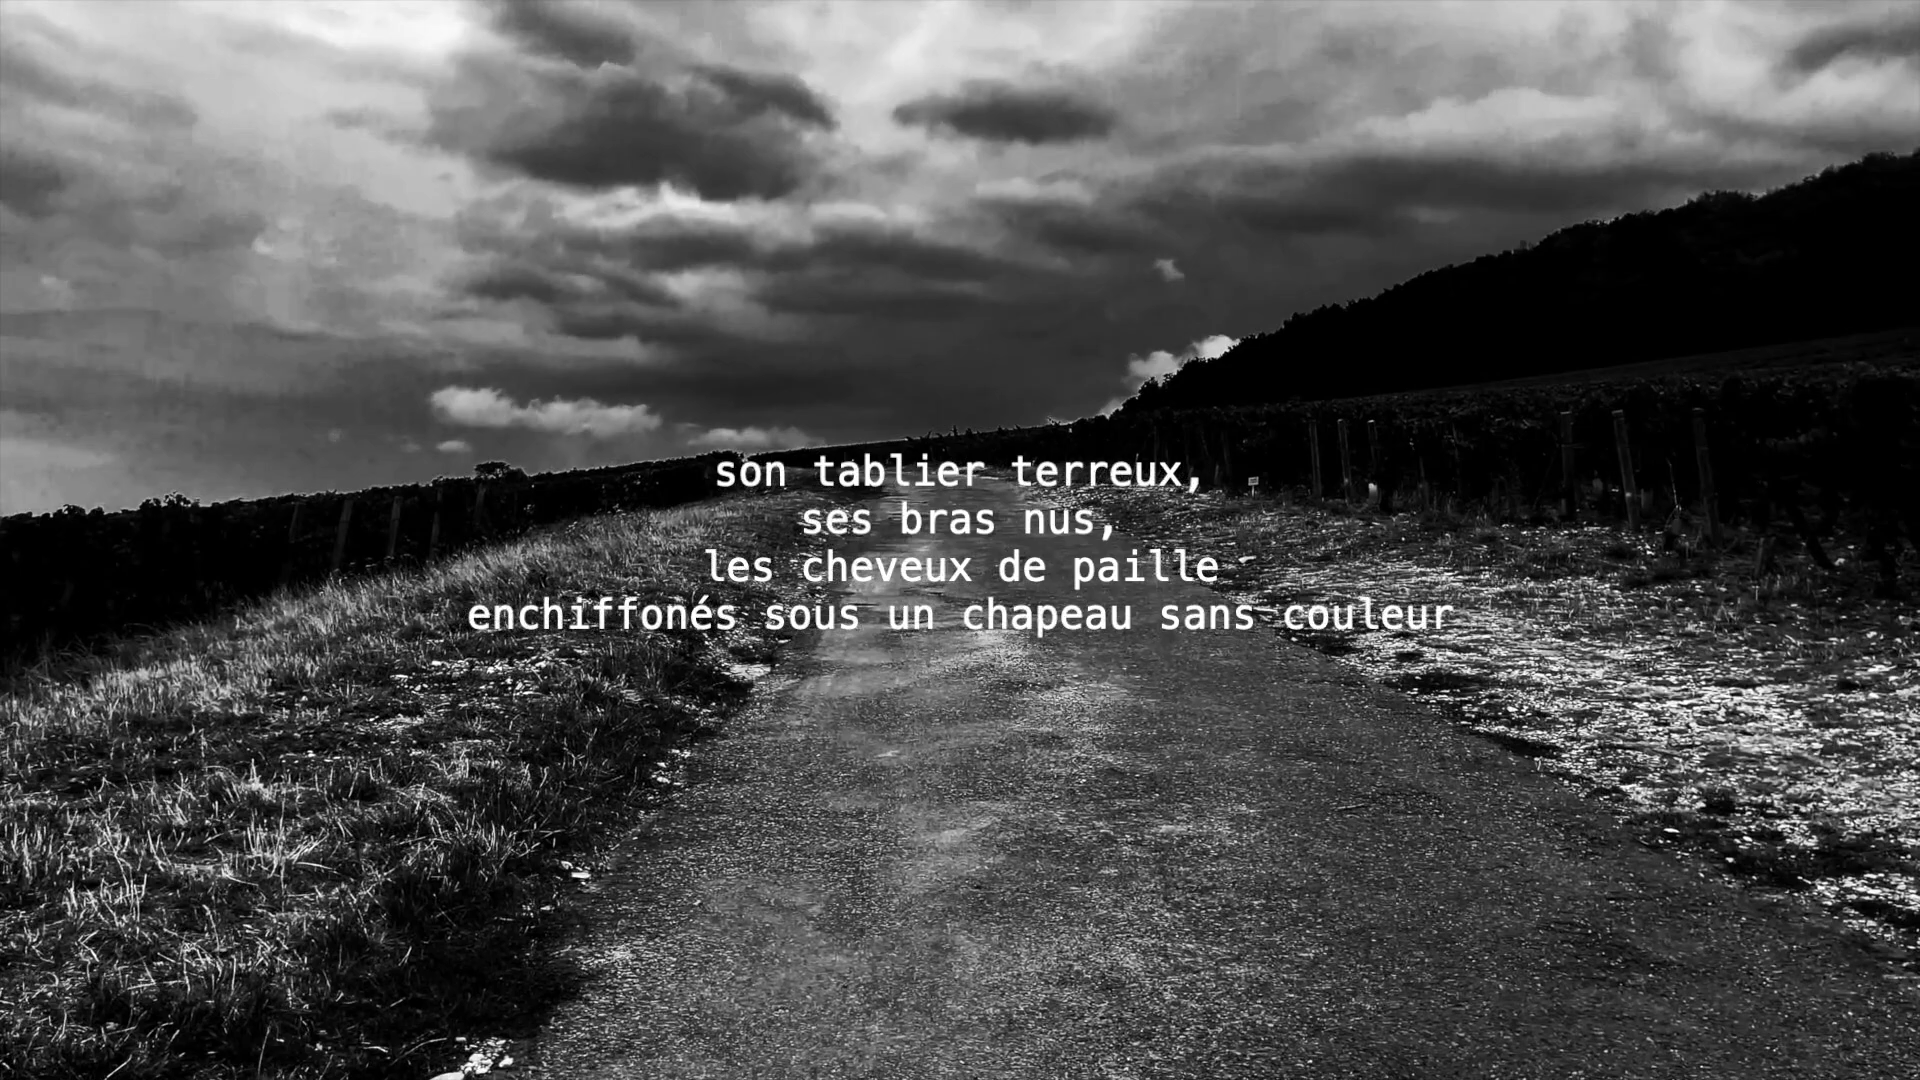 son tablier terreux,
ses bras nus,
les cheveux de paille
enchiffonés sous un chapeau sans couleur